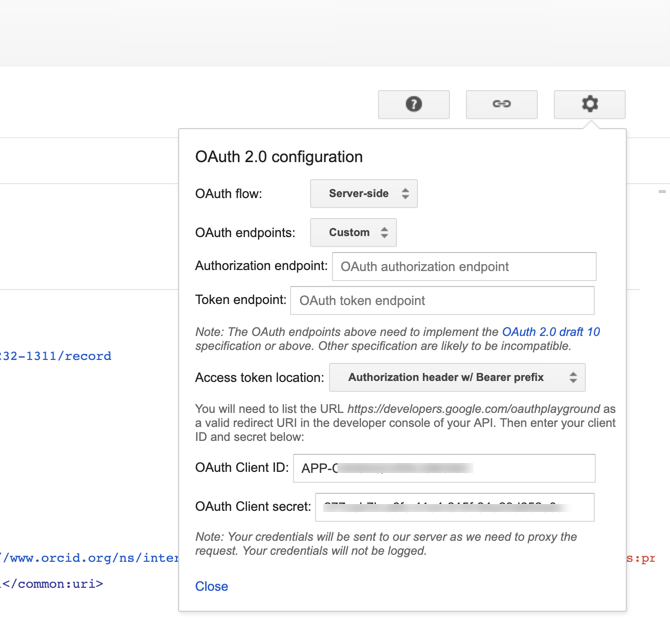 OAuth 2.0 configuration
OAuth flow: Server-side
OAuth endpoints: Custom
Authorization endpoint: OAuth authorization endpoint
Token endpoint: OAuth token endpoint
Note: The OAuth endpoints above need to implement the OAuth 2.0 draft 10
specification or above. Other specification are likely to be incompatible.
232-1311/record
Access token location: Authorization header w/ Bearer prefix
You will need to list the URL https://developers.google.com/oauthplayground as
a valid redirect URI in the developer console of your API. Then enter your client
ID and secret below:
OAuth Client ID: APP-
OAuth Client secret:
Note: Your credentials will be sent to our server as we need to proxy the
request. Your credentials will not be logged.
//www.orcid.org/ns/inter s:pr
</common:uri>
Close